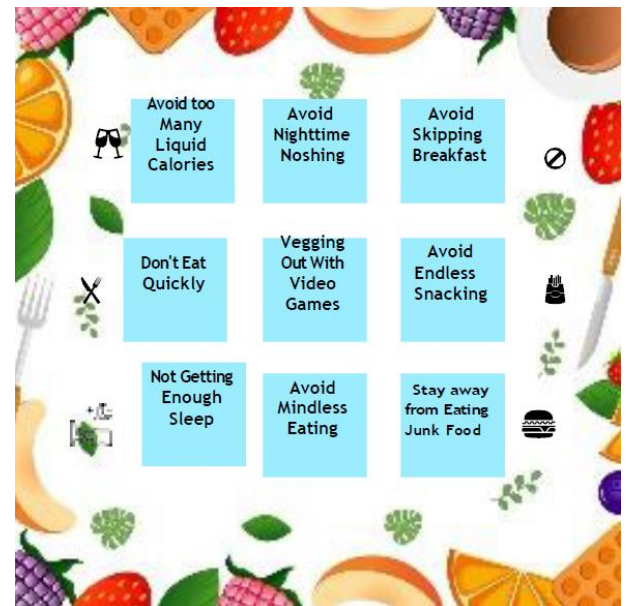 Avoid too
Many
Liquid
Calories
Avoid
Nighttime
Noshing
Avoid
Skipping
Breakfast
Don't Eat
Quickly
Vegging
Out With
Video
Games
Avoid
Endless
Snacking
Not Getting
Enough
Sleep
Avoid
Mindless
Eating
Stay away
from Eating
Junk Food